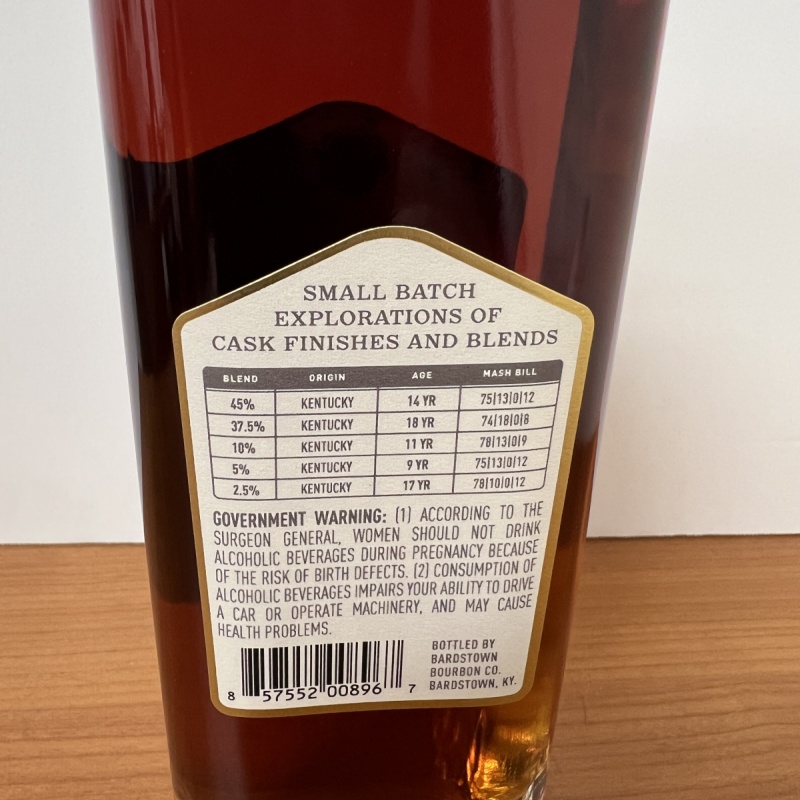 SMALL BATCH
EXPLORATIONS OF
CASK FINISHES AND BLENDS
BLEND ORIGIN AGE MASH BILL
45% KENTUCKY 14 YR 75|13|0|12
37.5% KENTUCKY 18 YR 74|18|0|8
10% KENTUCKY 11 YR 78|13|0|9
5% KENTUCKY 9 YR 75|13|0|12
2.5% KENTUCKY 17 YR 78|10|0|12
GOVERNMENT WARNING: (1) ACCORDING TO THE
SURGEON GENERAL, WOMEN SHOULD NOT DRINK
ALCOHOLIC BEVERAGES DURING PREGNANCY BECAUSE
OF THE RISK OF BIRTH DEFECTS. (2) CONSUMPTION OF
ALCOHOLIC BEVERAGES IMPAIRS YOUR ABILITY TO DRIVE
A CAR OR OPERATE MACHINERY, AND MAY CAUSE
HEALTH PROBLEMS.
8 57552 00896 7
BOTTLED BY
BARDSTOWN
BOURBON CO.
BARDSTOWN, KY.